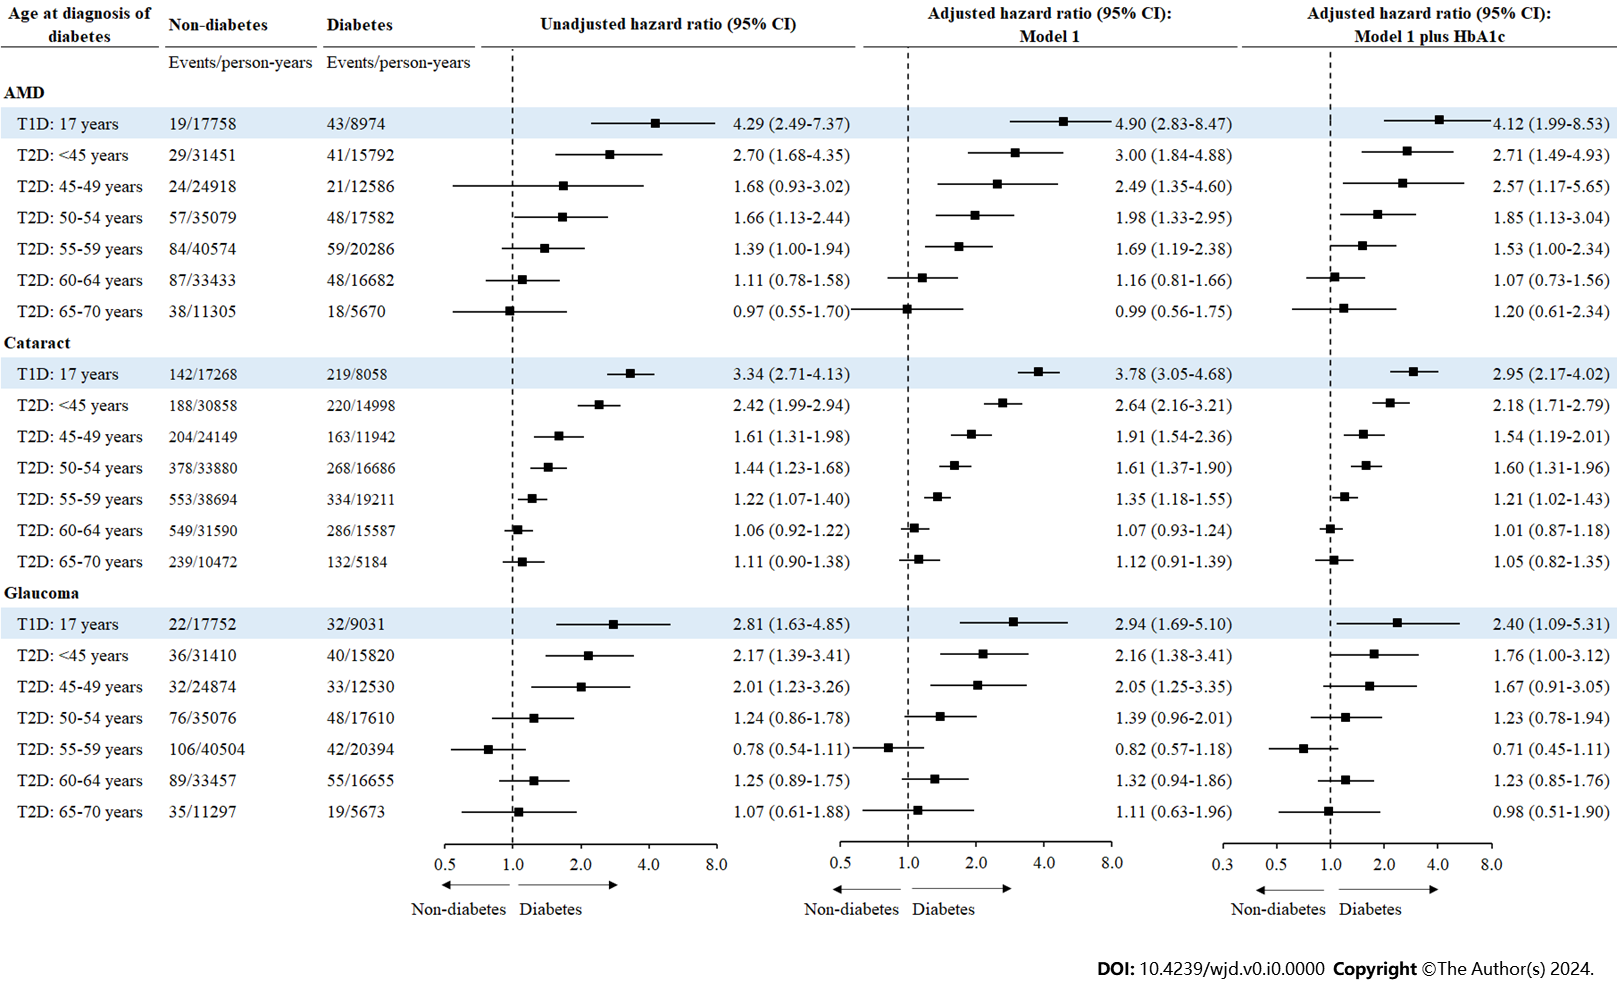 Age at diagnosis of diabetes Non-diabetes Diabetes Unadjusted hazard ratio (95% CI) Adjusted hazard ratio (95% CI): Model 1 Adjusted hazard ratio (95% CI): Model 1 plus HbA1c
Events/person-years Events/person-years
AMD
T1D: 17 years 19/17758 43/8974 4.29 (2.49-7.37) 4.90 (2.83-8.47) 4.12 (1.99-8.53)
T2D: <45 years 29/31451 41/15792 2.70 (1.68-4.35) 3.00 (1.84-4.88) 2.71 (1.49-4.93)
T2D: 45-49 years 24/24918 21/12586 1.68 (0.93-3.02) 2.49 (1.35-4.60) 2.57 (1.17-5.65)
T2D: 50-54 years 57/35079 48/17582 1.66 (1.13-2.44) 1.98 (1.33-2.95) 1.85 (1.13-3.04)
T2D: 55-59 years 84/40574 59/20286 1.39 (1.00-1.94) 1.69 (1.19-2.38) 1.53 (1.00-2.34)
T2D: 60-64 years 87/33433 48/16682 1.11 (0.78-1.58) 1.16 (0.81-1.66) 1.07 (0.73-1.56)
T2D: 65-70 years 38/11305 18/5670 0.97 (0.55-1.70) 0.99 (0.56-1.75) 1.20 (0.61-2.34)
Cataract
T1D: 17 years 142/17268 219/8058 3.34 (2.71-4.13) 3.78 (3.05-4.68) 2.95 (2.17-4.02)
T2D: <45 years 188/30858 220/14998 2.42 (1.99-2.94) 2.64 (2.16-3.21) 2.18 (1.71-2.79)
T2D: 45-49 years 204/24149 163/11942 1.61 (1.31-1.98) 1.91 (1.54-2.36) 1.54 (1.19-2.01)
T2D: 50-54 years 378/33880 268/16686 1.44 (1.23-1.68) 1.61 (1.37-1.90) 1.60 (1.31-1.96)
T2D: 55-59 years 553/38694 334/19211 1.22 (1.07-1.40) 1.35 (1.18-1.55) 1.21 (1.02-1.43)
T2D: 60-64 years 549/31590 286/15587 1.06 (0.92-1.22) 1.07 (0.93-1.24) 1.01 (0.87-1.18)
T2D: 65-70 years 239/10472 132/5184 1.11 (0.90-1.38) 1.12 (0.91-1.39) 1.05 (0.82-1.35)
Glaucoma
T1D: 17 years 22/17752 32/9031 2.81 (1.63-4.85) 2.94 (1.69-5.10) 2.40 (1.09-5.31)
T2D: <45 years 36/31410 40/15820 2.17 (1.39-3.41) 2.16 (1.38-3.41) 1.76 (1.00-3.12)
T2D: 45-49 years 32/24874 33/12530 2.01 (1.23-3.26) 2.05 (1.25-3.35) 1.67 (0.91-3.05)
T2D: 50-54 years 76/35076 48/17610 1.24 (0.86-1.78) 1.39 (0.96-2.01) 1.23 (0.78-1.94)
T2D: 55-59 years 106/40504 42/20394 0.78 (0.54-1.11) 0.82 (0.57-1.18) 0.71 (0.45-1.11)
T2D: 60-64 years 89/33457 55/16655 1.25 (0.89-1.75) 1.32 (0.94-1.86) 1.23 (0.85-1.76)
T2D: 65-70 years 35/11297 19/5673 1.07 (0.61-1.88) 1.11 (0.63-1.96) 0.98 (0.51-1.90)
0.5 1.0 2.0 4.0 8.0 0.5 1.0 2.0 4.0 8.0 0.3 0.5 1.0 2.0 4.0 8.0
Non-diabetes Diabetes Non-diabetes Diabetes Non-diabetes Diabetes
DOI: 10.4239/wjd.v0.i0.0000 Copyright ©The Author(s) 2024.